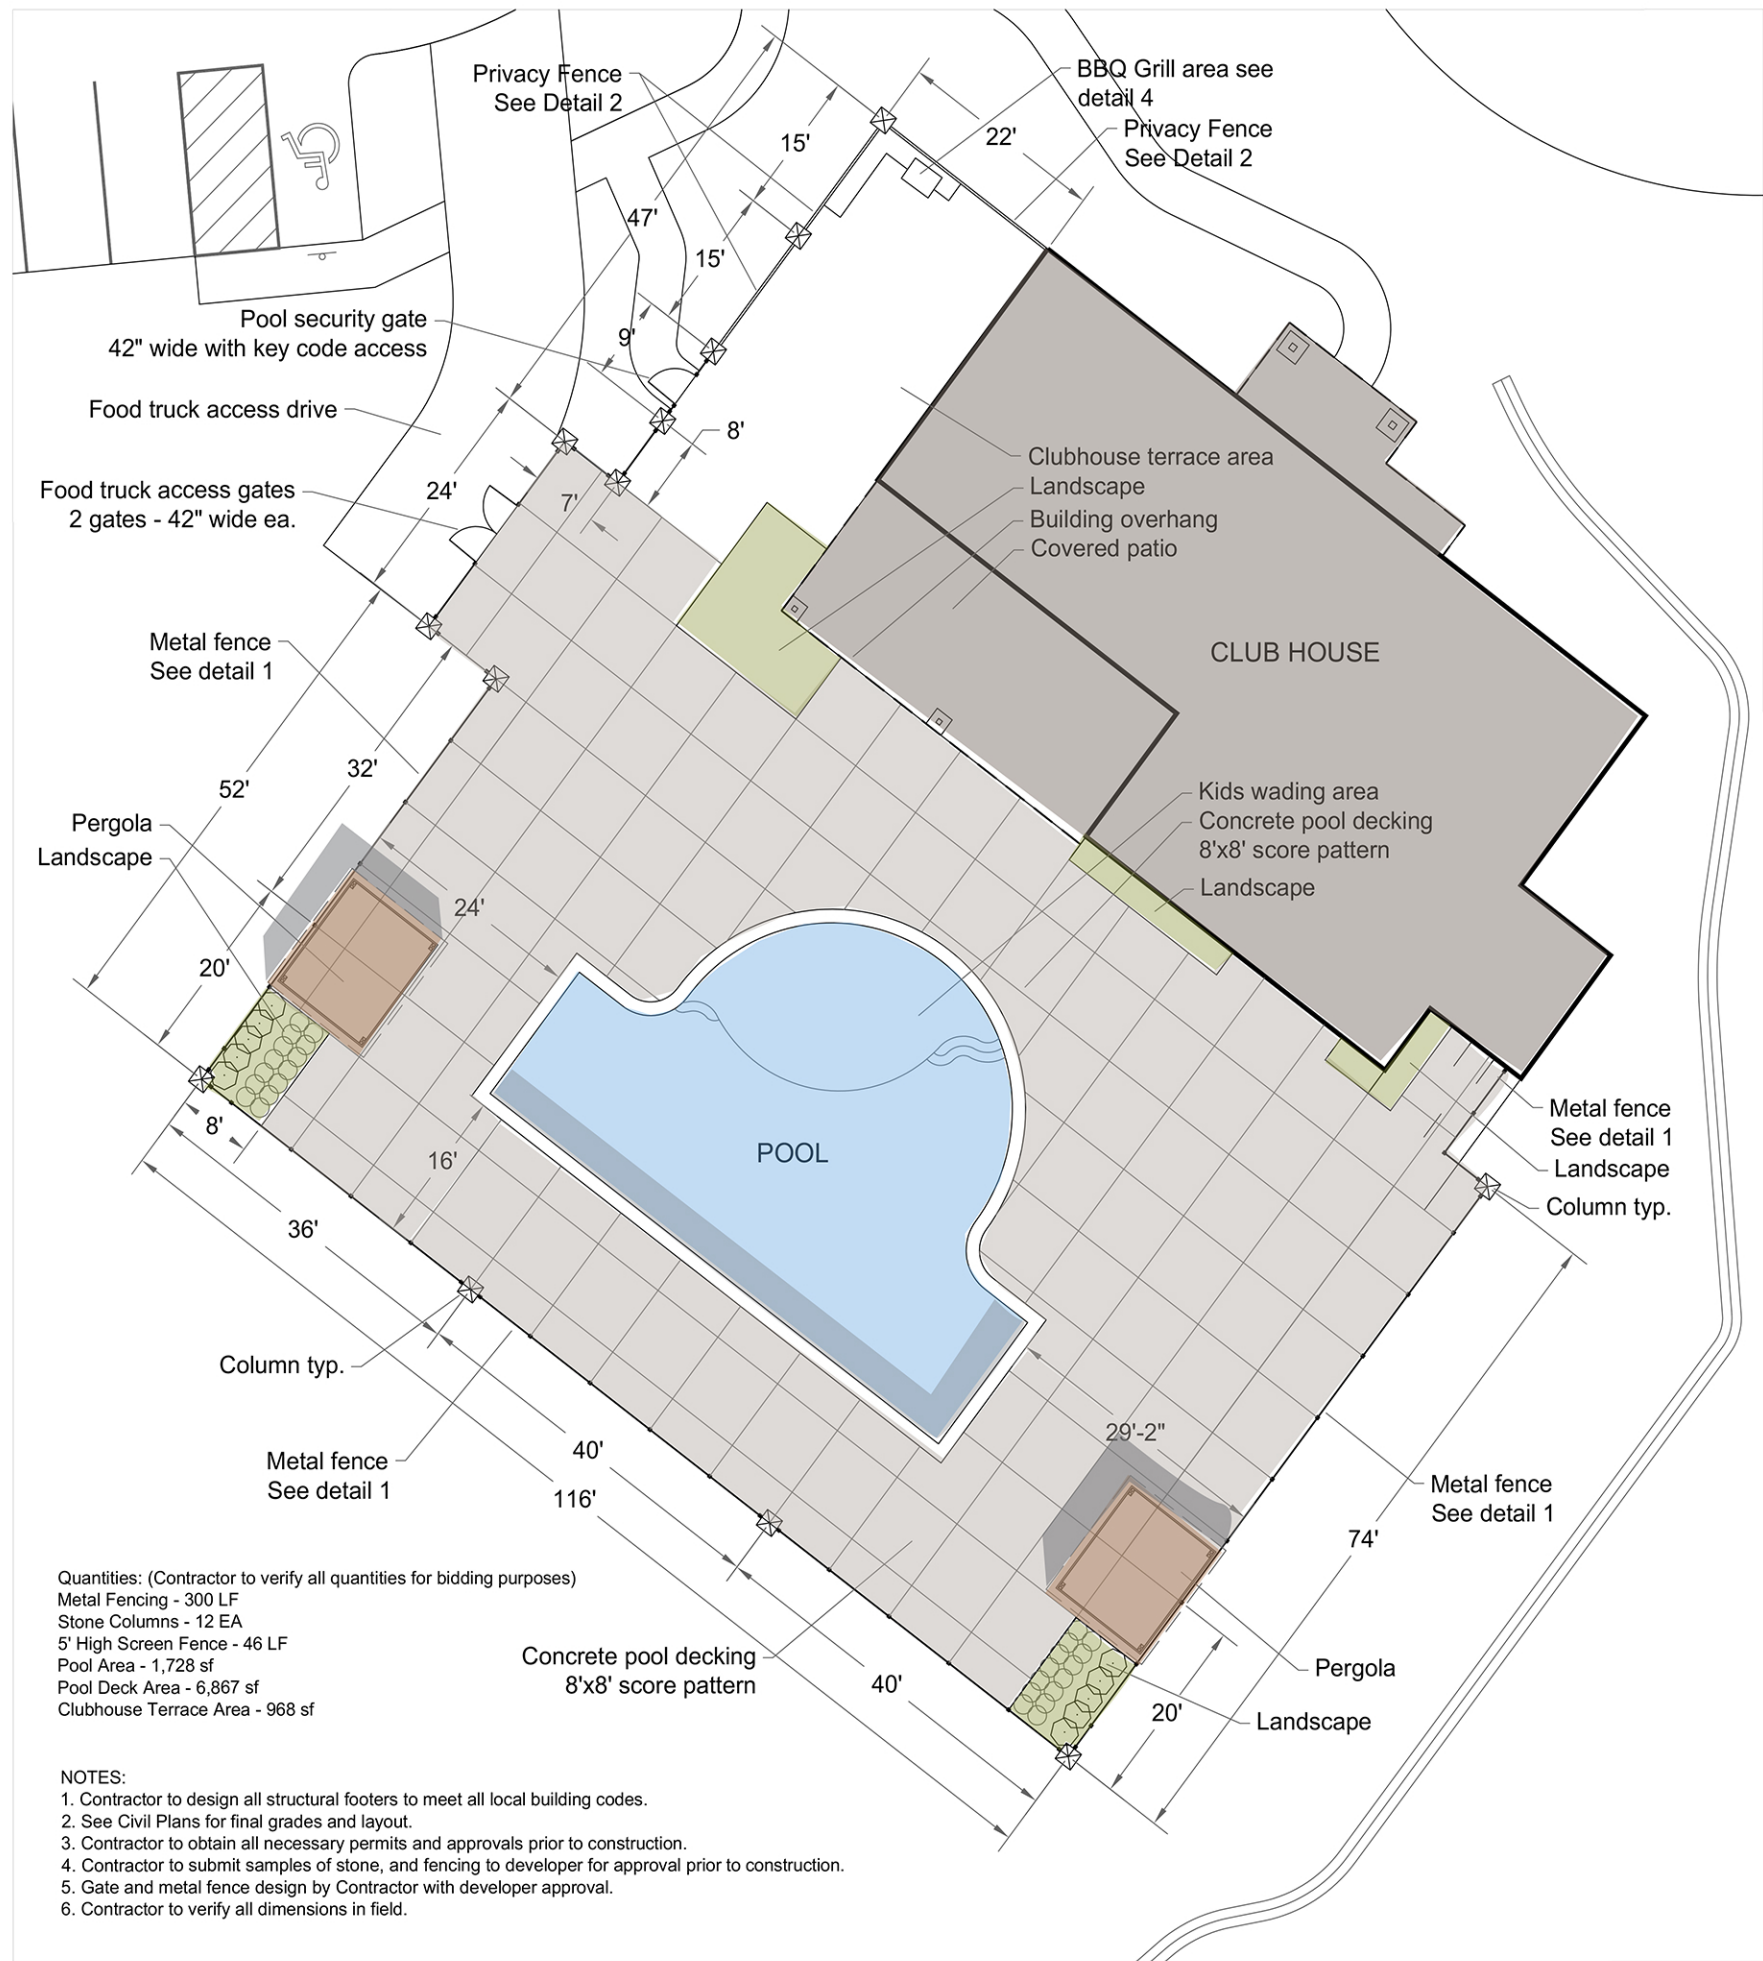 Privacy Fence
See Detail 2
BBQ Grill area see
detail 4
Privacy Fence
See Detail 2
22'
15'
47'
15'
9'
8'
Pool security gate
42" wide with key code access
Food truck access drive
Food truck access gates
2 gates - 42" wide ea.
24'
7'
Clubhouse terrace area
Landscape
Building overhang
Covered patio
CLUB HOUSE
Metal fence
See detail 1
32'
52'
Pergola
Landscape
Kids wading area
Concrete pool decking
8'x8' score pattern
Landscape
24'
20'
8'
16'
POOL
Metal fence
See detail 1
Landscape
Column typ.
36'
Column typ.
Metal fence
See detail 1
40'
116'
29'-2"
Metal fence
See detail 1
74'
Quantities: (Contractor to verify all quantities for bidding purposes)
Metal Fencing - 300 LF
Stone Columns - 12 EA
5' High Screen Fence - 46 LF
Pool Area - 1,728 sf
Pool Deck Area - 6,867 sf
Clubhouse Terrace Area - 968 sf
Concrete pool decking
8'x8' score pattern
40'
Pergola
20'
Landscape
NOTES:
1. Contractor to design all structural footers to meet all local building codes.
2. See Civil Plans for final grades and layout.
3. Contractor to obtain all necessary permits and approvals prior to construction.
4. Contractor to submit samples of stone, and fencing to developer for approval prior to construction.
5. Gate and metal fence design by Contractor with developer approval.
6. Contractor to verify all dimensions in field.